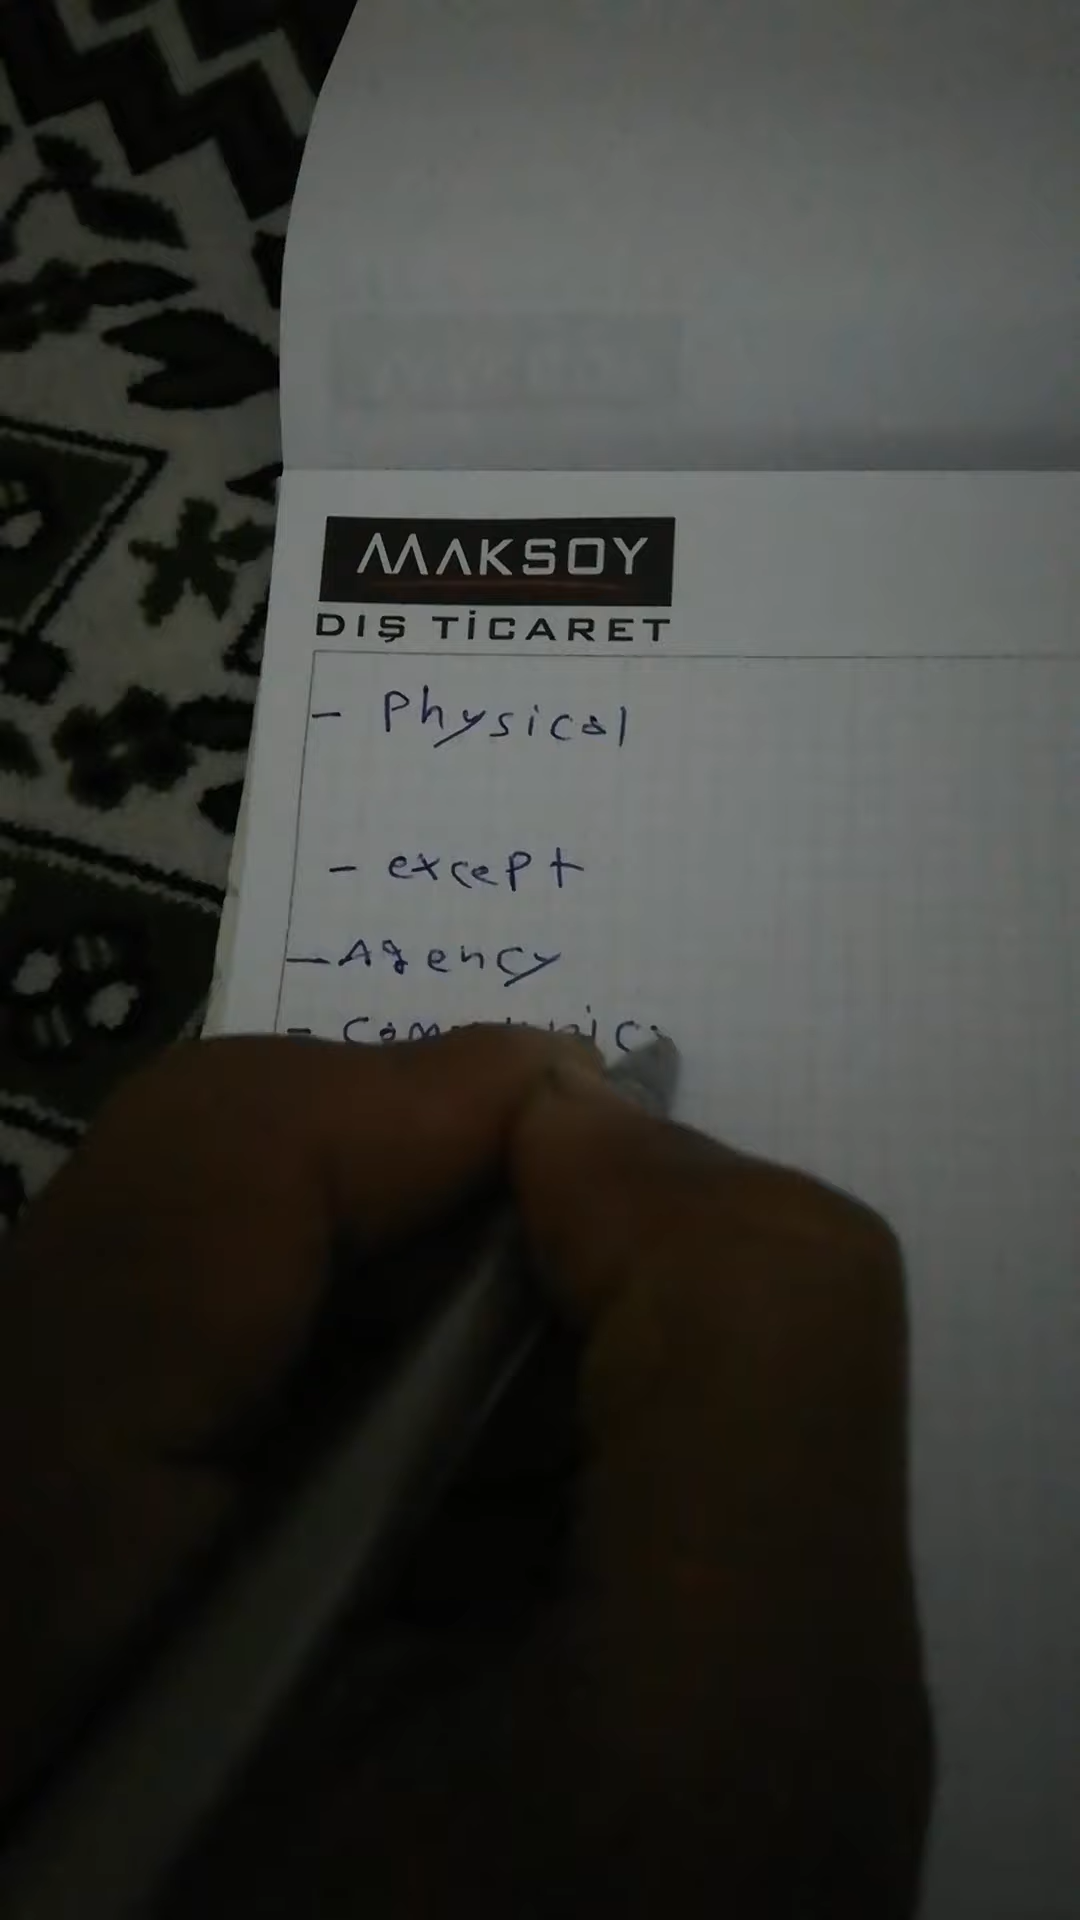 MAKSOY
DIŞ TİCARET
- Physical
- except
- Agency